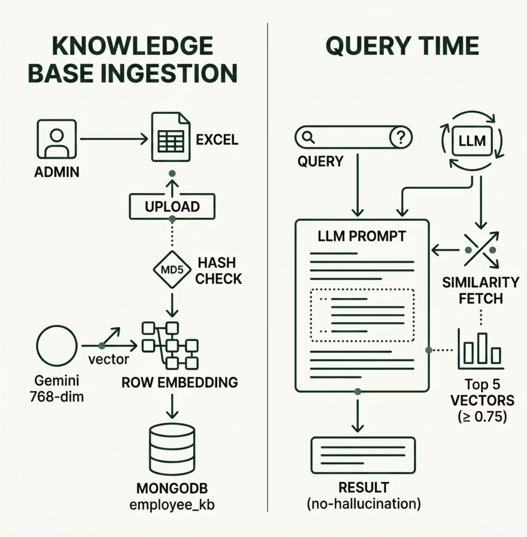 KNOWLEDGE
BASE INGESTION
ADMIN
EXCEL
UPLOAD
MD5
HASH
CHECK
vector
Gemini
768-dim
ROW EMBEDDING
MONGODB
employee_kb
QUERY TIME
?
QUERY
LLM
LLM PROMPT
SIMILARITY
FETCH
Top 5
VECTORS
(≥ 0.75)
RESULT
(no-hallucination)